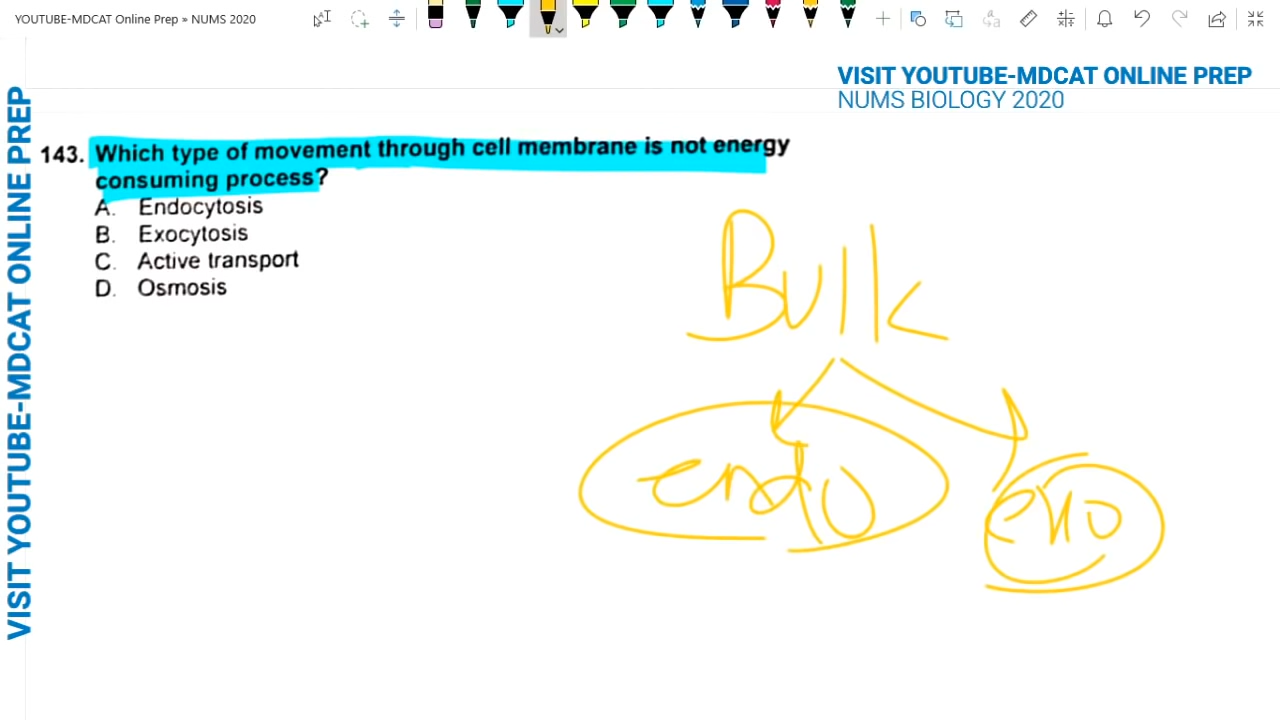 YOUTUBE-MDCAT Online Prep » NUMS 2020
VISIT YOUTUBE-MDCAT ONLINE PREP
NUMS BIOLOGY 2020
VISIT YOUTUBE-MDCAT ONLINE PREP
143. Which type of movement through cell membrane is not energy
consuming process?
A. Endocytosis
B. Exocytosis
C. Active transport
D. Osmosis
Bulk
endo
exo